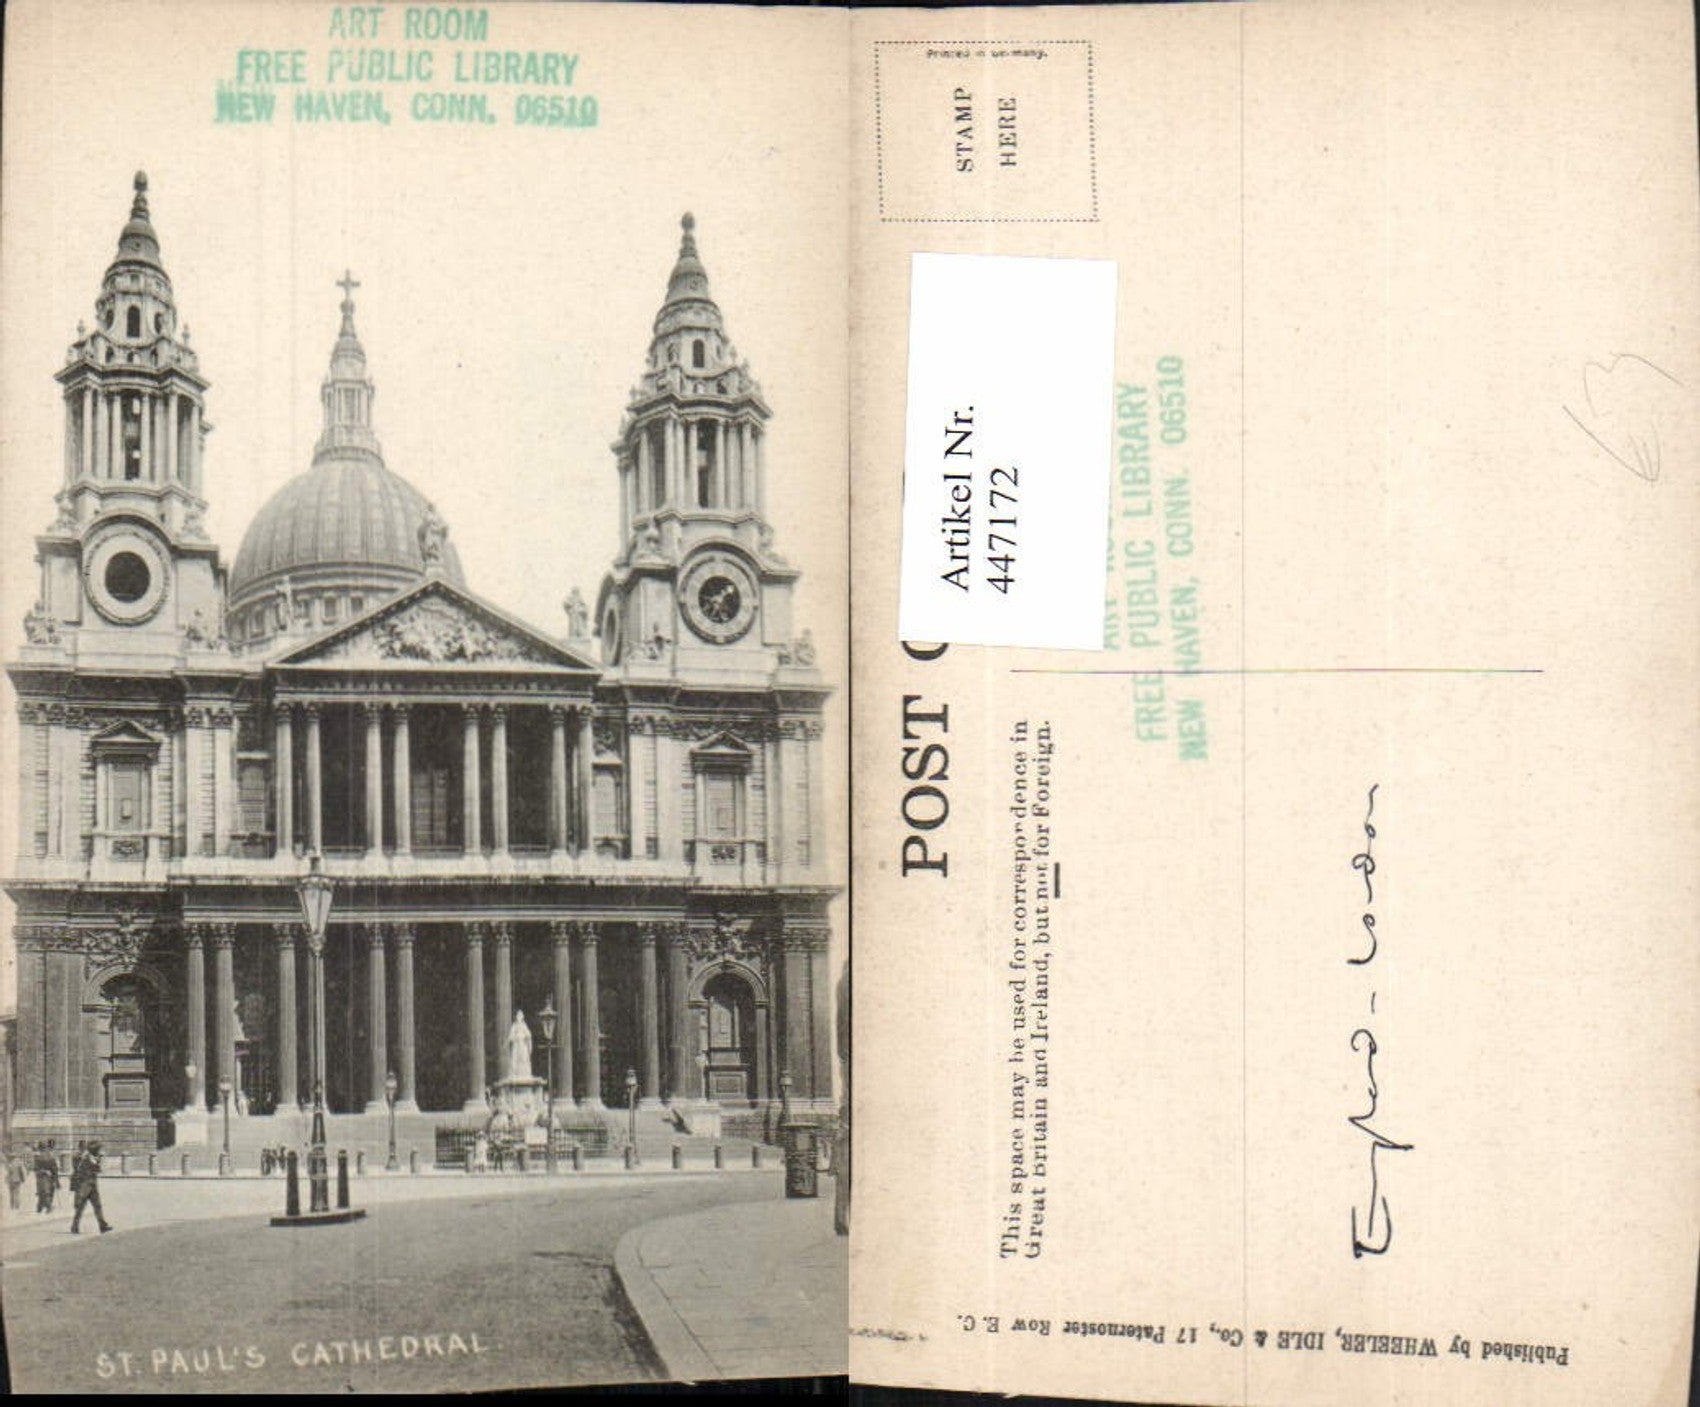 ART ROOM
FREE PUBLIC LIBRARY
NEW HAVEN, CONN. 06510
ST. PAUL'S CATHEDRAL.
Printed in Germany.
STAMP
HERE
Artikel Nr.
447172
POST
This space may be used for correspondence in
Great Britain and Ireland, but not for Foreign.
FREE PUBLIC LIBRARY
NEW HAVEN, CONN. 06510
England - London
Published by WHEELER, IDLE & Co., 17 Paternoster Row E. C.